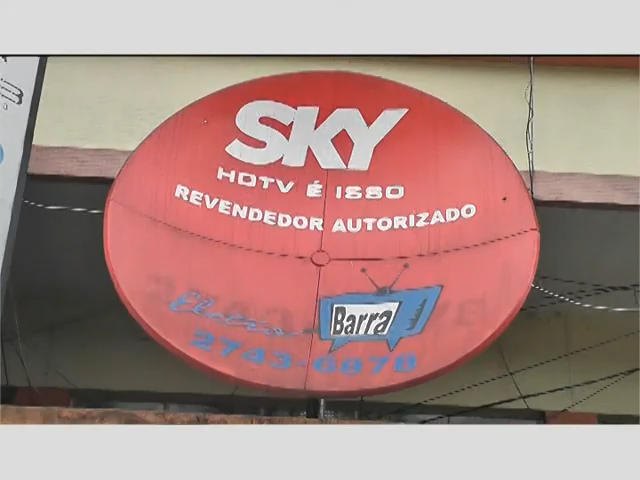 SKY
HDTV É ISSO
REVENDEDOR AUTORIZADO
Barra
2743-6878